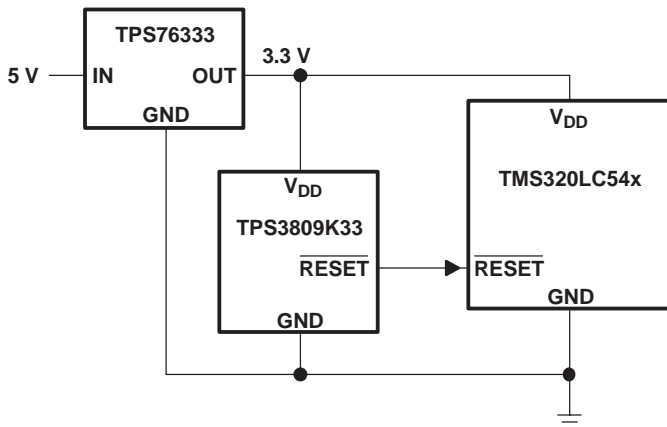 TPS76333
3.3 V
5 V
IN
OUT
GND
VDD
VDD
TPS3809K33
TMS320LC54x
RESET
RESET
GND
GND